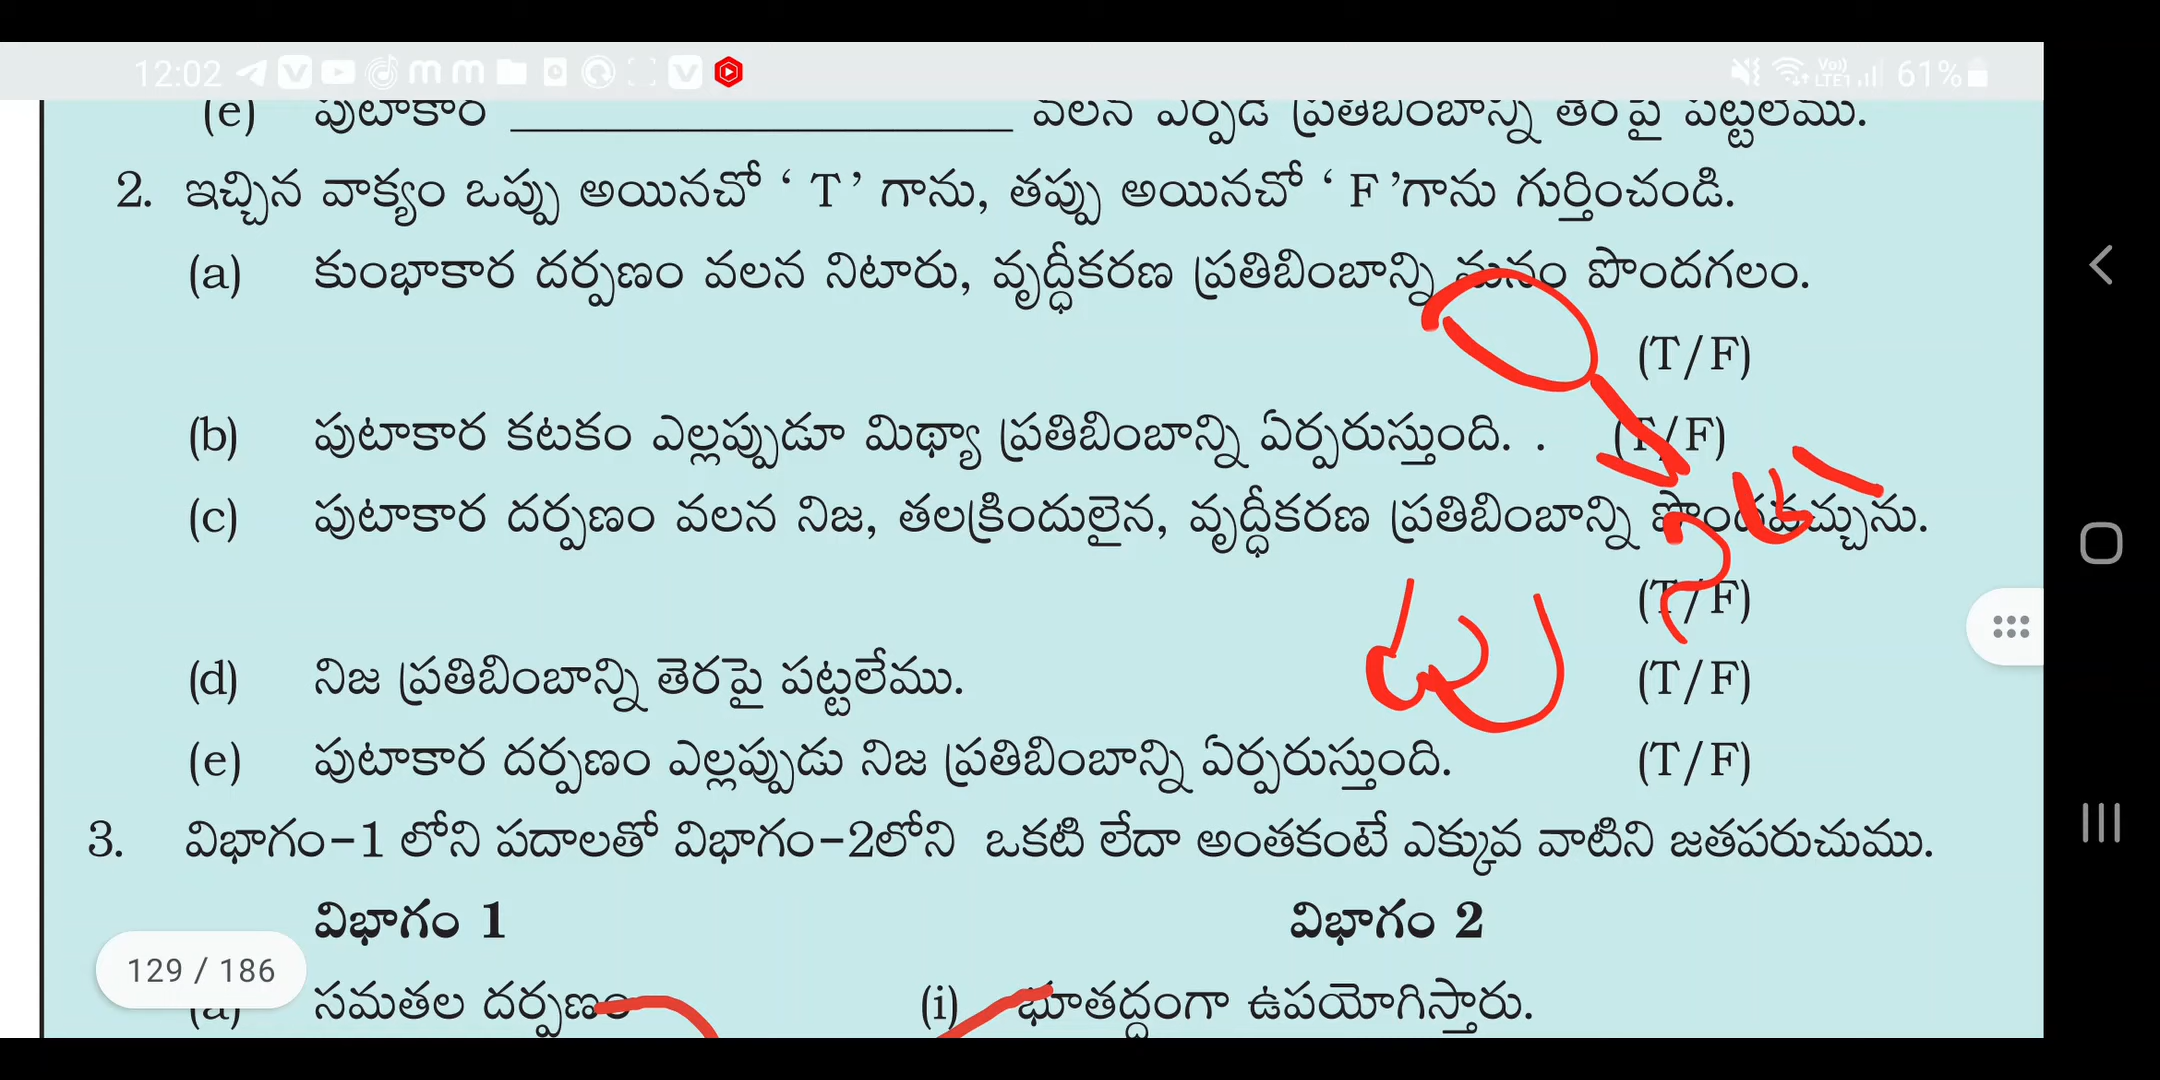 12:02 61%
(e) పుటాకార ____________________ వలన ఏర్పడే ప్రతిబింబాన్ని తెరపై పట్టలేము.
2. ఇచ్చిన వాక్యం ఒప్పు అయినచో ‘ T ’ గాను, తప్పు అయినచో ‘ F ’గాను గుర్తించండి.
(a) కుంభాకార దర్పణం వలన నిటారు, వృద్ధీకరణ ప్రతిబింబాన్ని మనం పొందగలం.
(T/F)
(b) పుటాకార కటకం ఎల్లప్పుడూ మిథ్యా ప్రతిబింబాన్ని ఏర్పరుస్తుంది. . (T/F)
(c) పుటాకార దర్పణం వలన నిజ, తలక్రిందులైన, వృద్ధీకరణ ప్రతిబింబాన్ని పొందవచ్చును.
(T/F)
(d) నిజ ప్రతిబింబాన్ని తెరపై పట్టలేము. (T/F)
(e) పుటాకార దర్పణం ఎల్లప్పుడు నిజ ప్రతిబింబాన్ని ఏర్పరుస్తుంది. (T/F)
3. విభాగం-1 లోని పదాలతో విభాగం-2లోని ఒకటి లేదా అంతకంటే ఎక్కువ వాటిని జతపరుచుము.
విభాగం 1 విభాగం 2
129 / 186
(a) సమతల దర్పణం (i) భూతద్దంగా ఉపయోగిస్తారు.